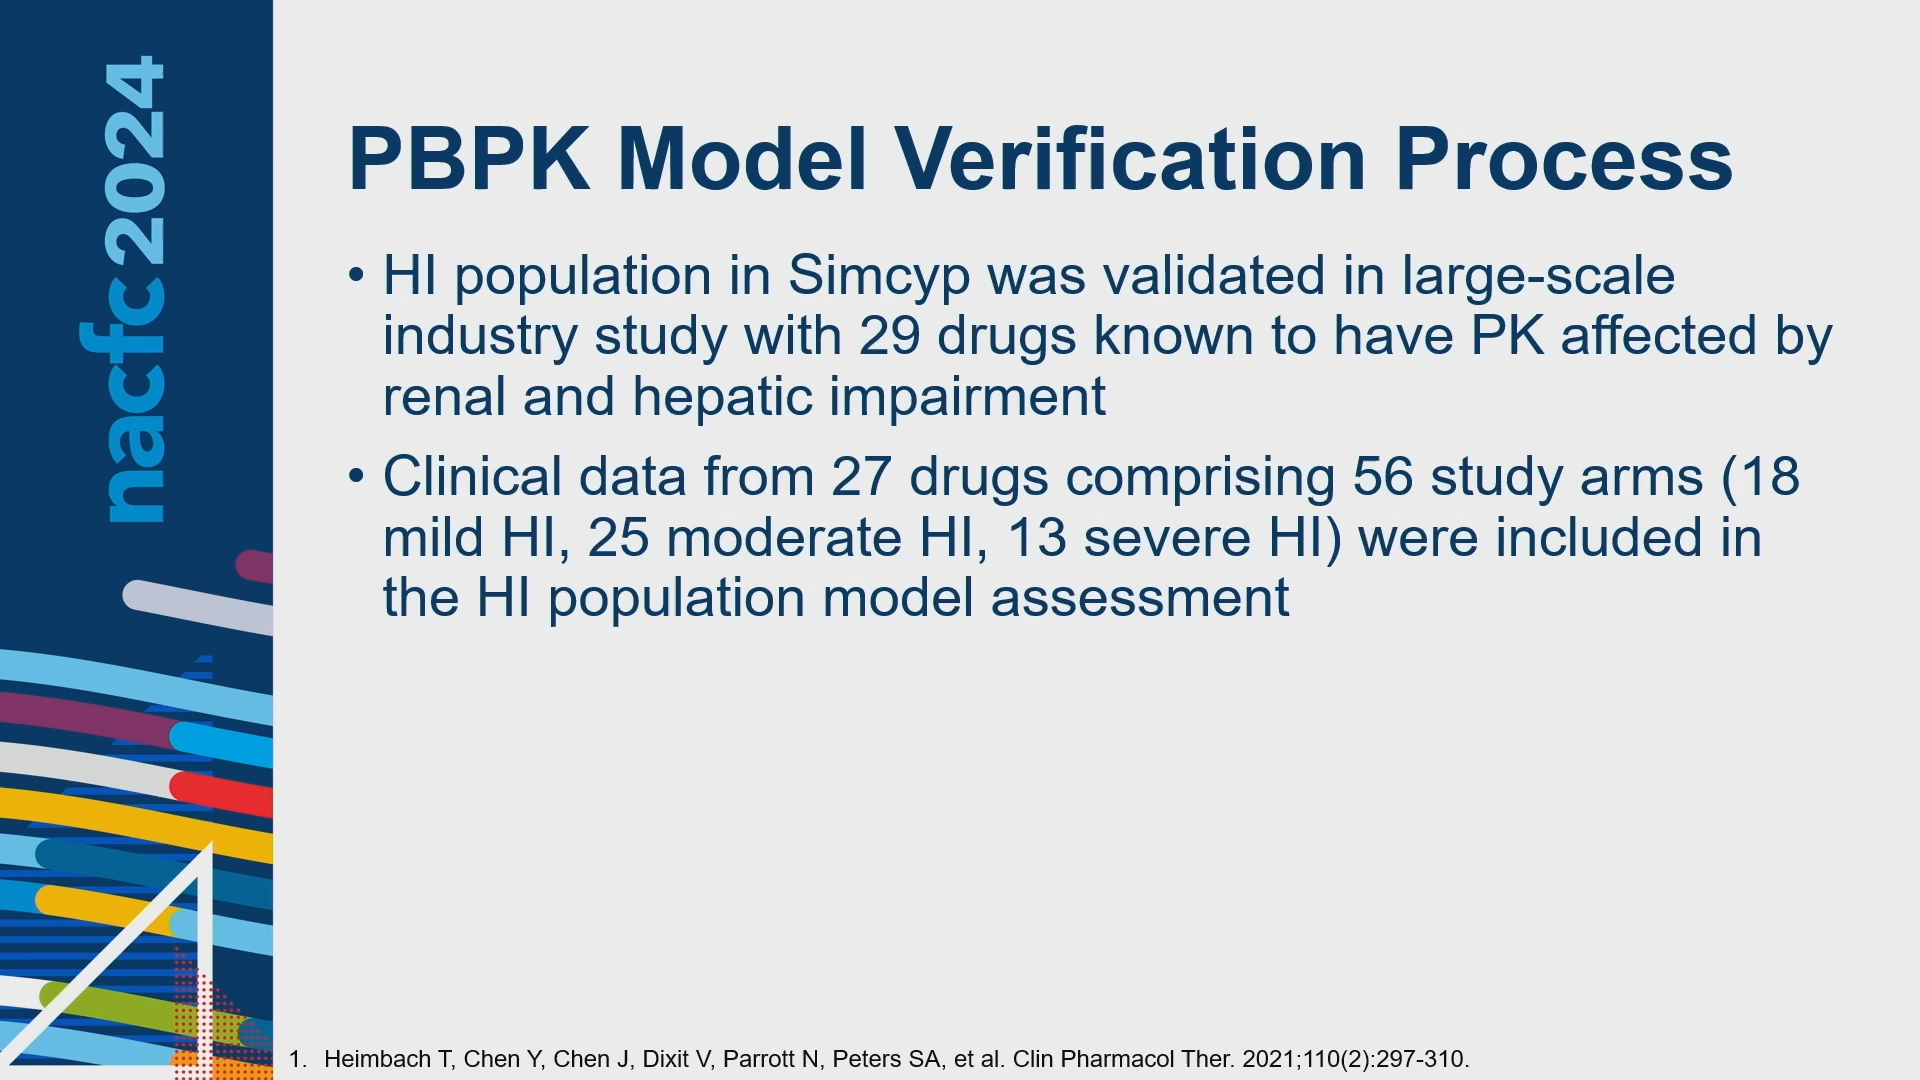 nacfc2024
PBPK Model Verification Process
• HI population in Simcyp was validated in large-scale
industry study with 29 drugs known to have PK affected by
renal and hepatic impairment
• Clinical data from 27 drugs comprising 56 study arms (18
mild HI, 25 moderate HI, 13 severe HI) were included in
the HI population model assessment
1. Heimbach T, Chen Y, Chen J, Dixit V, Parrott N, Peters SA, et al. Clin Pharmacol Ther. 2021;110(2):297-310.